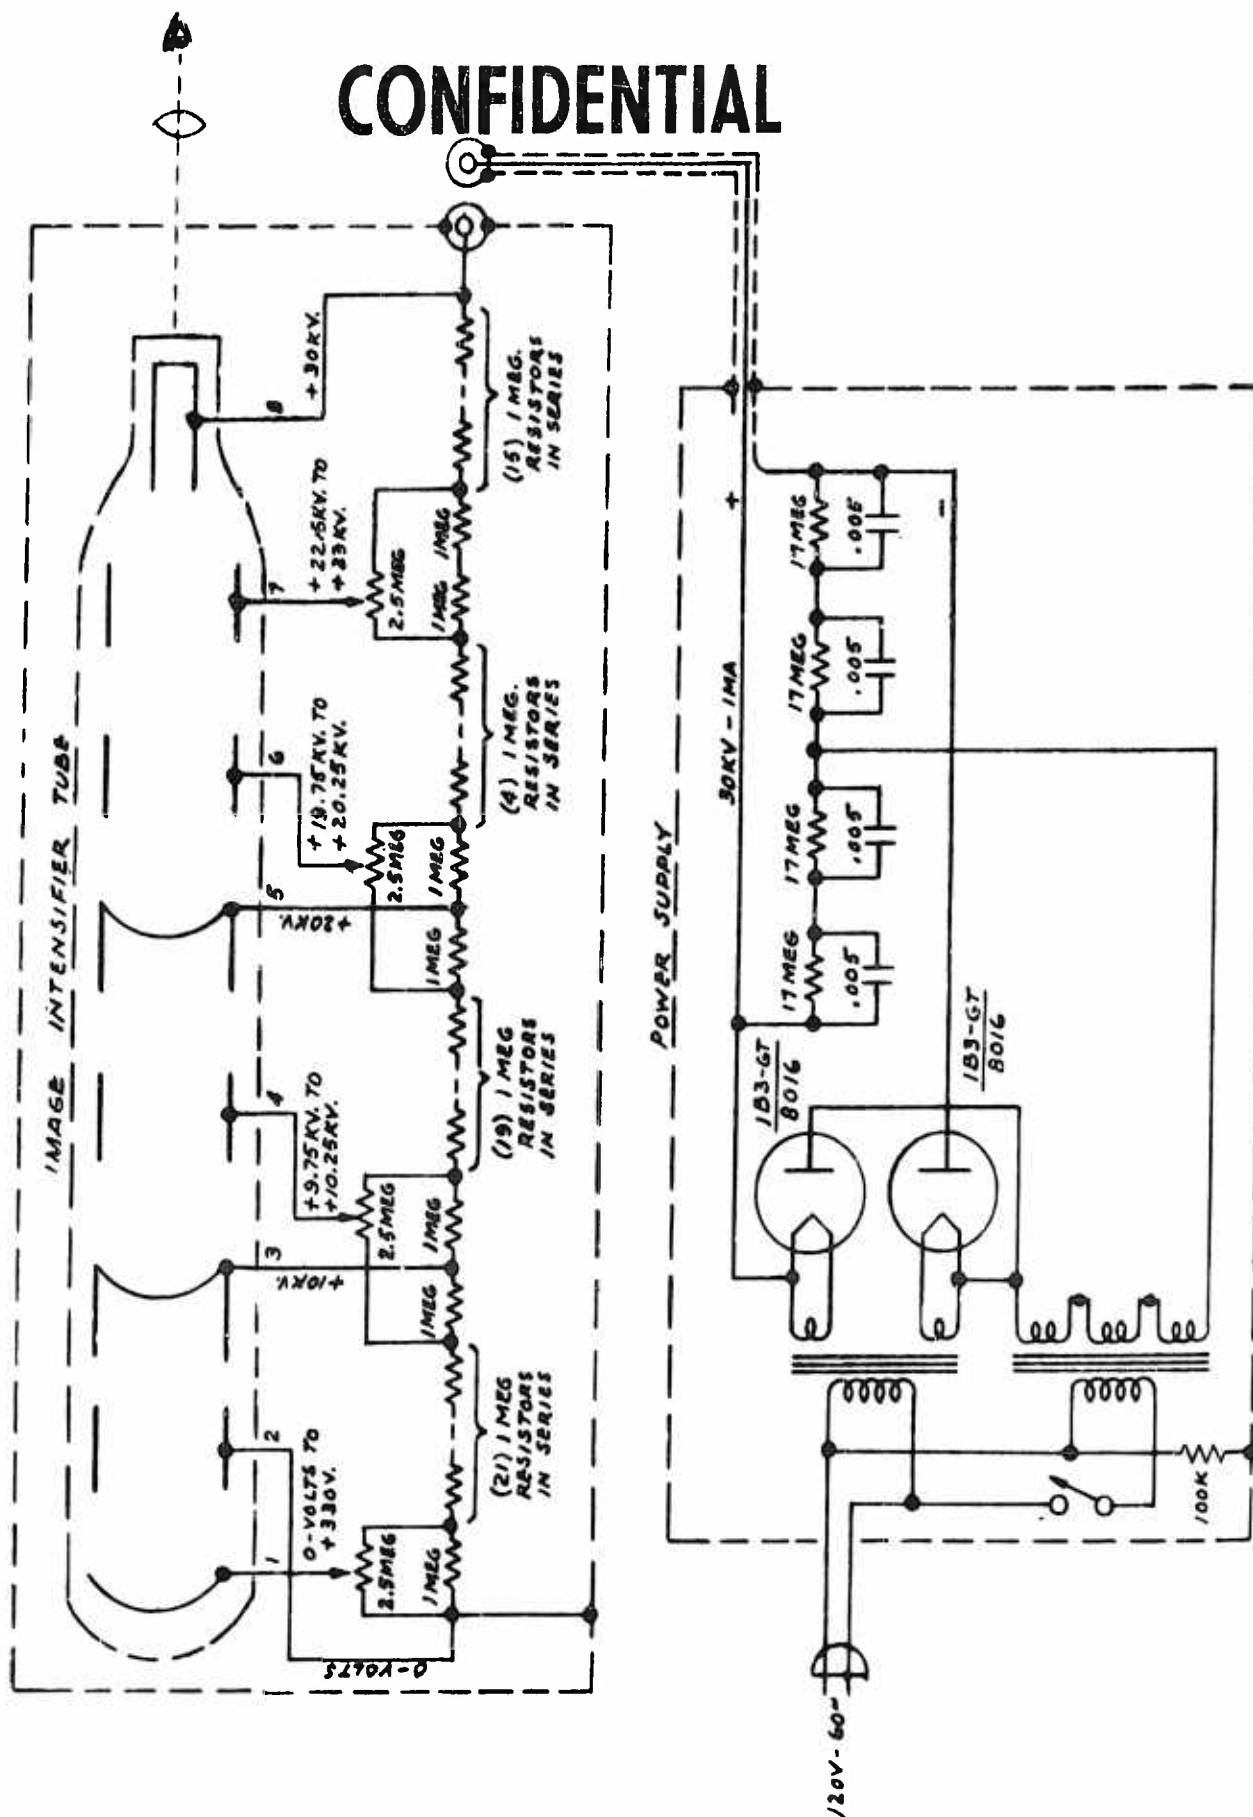 CONFIDENTIAL
IMAGE INTENSIFIER TUBE
1
0-VOLTS TO
+330V.
2
0-VOLTS
3
+10KV.
4
+9.75KV. TO
+10.25KV.
5
+20KV.
6
+19.75KV. TO
+20.25KV.
7
+22.5KV. TO
+23KV.
8
+30KV.
2.5MEG
1MEG
(21) 1 MEG
RESISTORS
IN SERIES
1MEG
2.5MEG
1MEG
(19) 1 MEG
RESISTORS
IN SERIES
1MEG
2.5MEG
1MEG
(4) 1 MEG.
RESISTORS
IN SERIES
1MEG
2.5MEG
1MEG
(15) 1 MEG.
RESISTORS
IN SERIES
POWER SUPPLY
30KV-1MA
+
-
1B3-GT
8016
1B3-GT
8016
17MEG
.005
17MEG
.005
17MEG
.005
17MEG
.005
100K
120V-60~